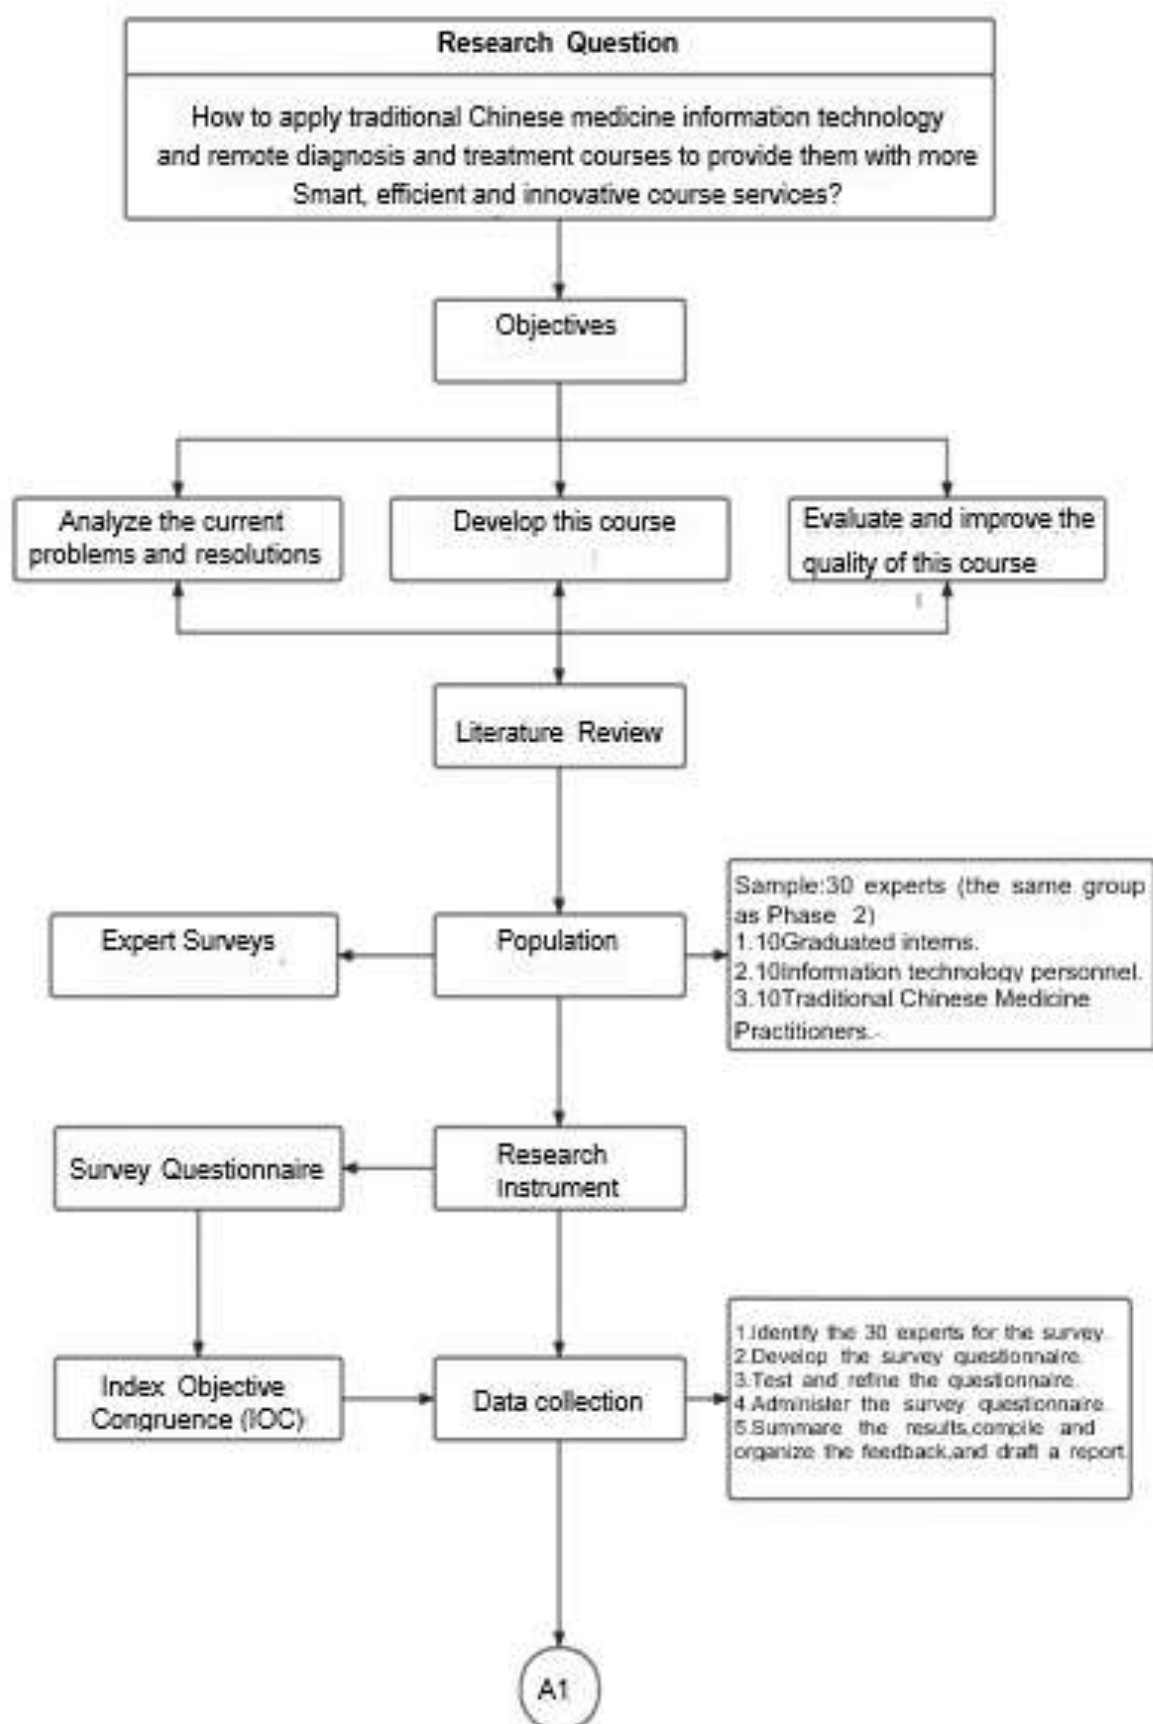 Research Question
How to apply traditional Chinese medicine information technology
and remote diagnosis and treatment courses to provide them with more
Smart, efficient and innovative course services?
Objectives
Analyze the current
problems and resolutions
Develop this course
Evaluate and improve the
quality of this course
Literature Review
Expert Surveys
Population
Sample:30 experts (the same group
as Phase 2)
1.10Graduated interns.
2.10Information technology personnel.
3.10Traditional Chinese Medicine
Practitioners.
Survey Questionnaire
Research
Instrument
Index Objective
Congruence (IOC)
Data collection
1.Identify the 30 experts for the survey.
2.Develop the survey questionnaire.
3.Test and refine the questionnaire.
4.Administer the survey questionnaire.
5.Summare the results,compile and
organize the feedback,and draft a report.
A1